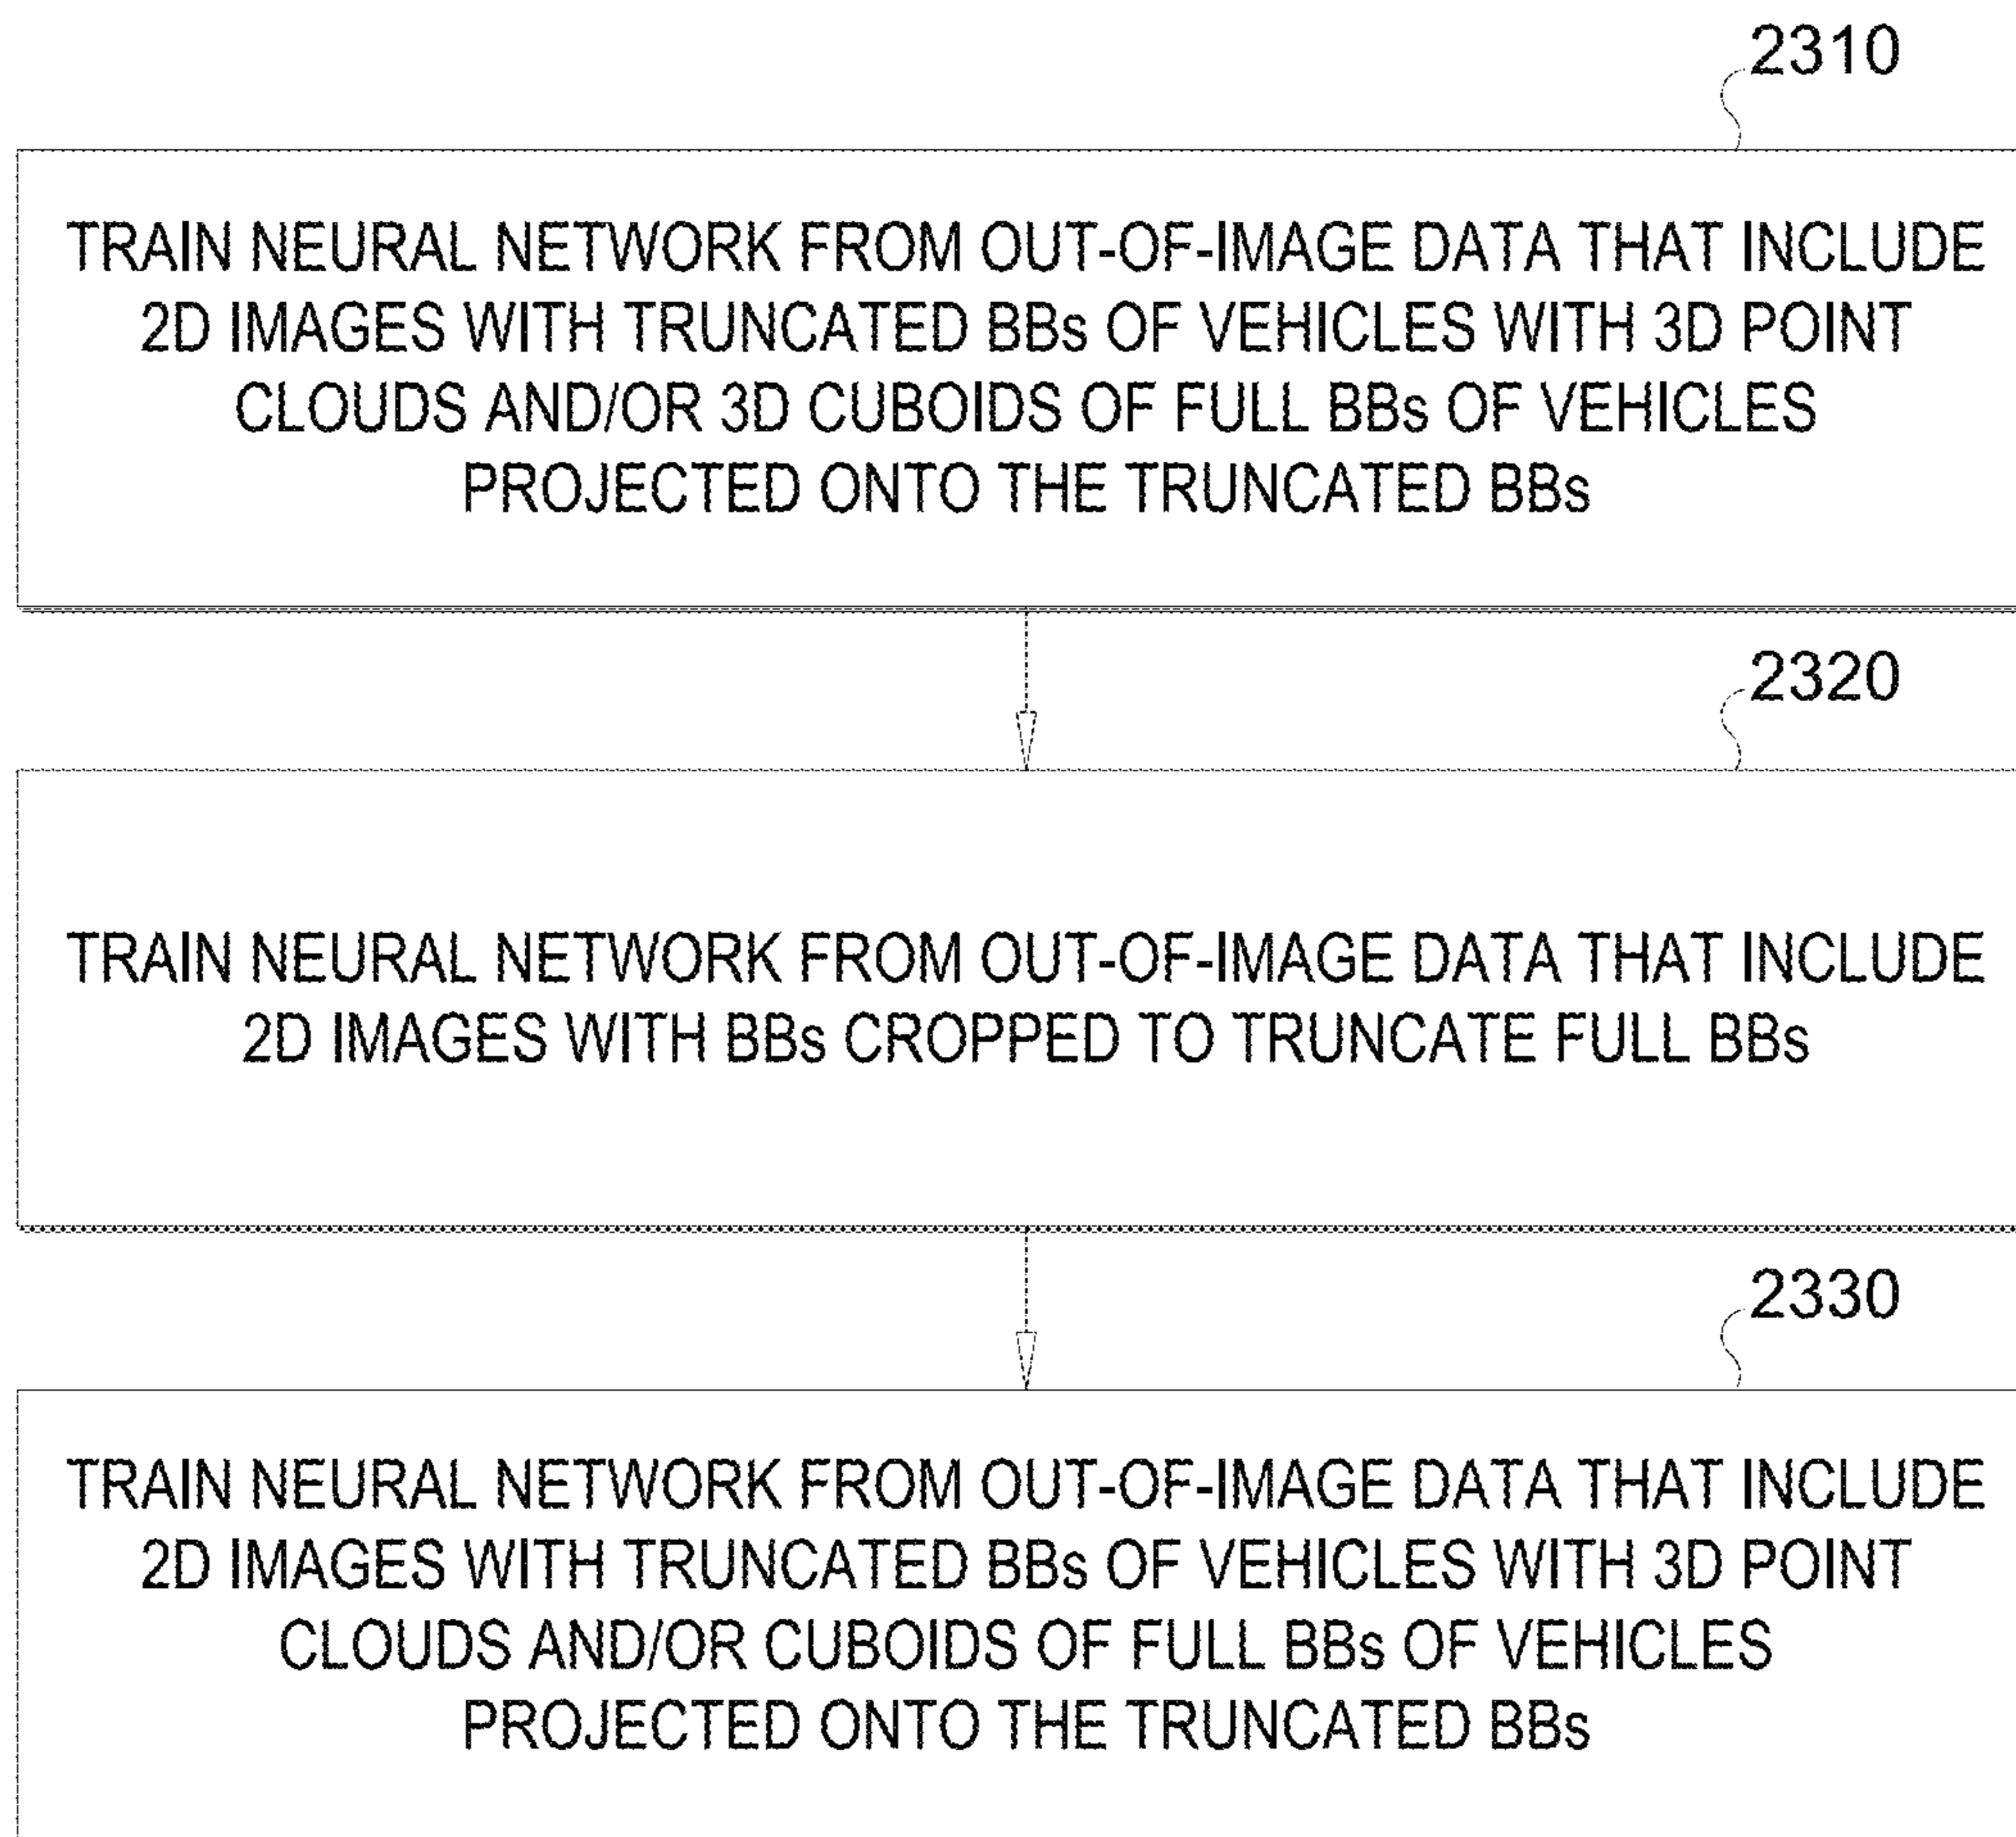 2310
TRAIN NEURAL NETWORK FROM OUT-OF-IMAGE DATA THAT INCLUDE
2D IMAGES WITH TRUNCATED BBs OF VEHICLES WITH 3D POINT
CLOUDS AND/OR 3D CUBOIDS OF FULL BBs OF VEHICLES
PROJECTED ONTO THE TRUNCATED BBs
2320
TRAIN NEURAL NETWORK FROM OUT-OF-IMAGE DATA THAT INCLUDE
2D IMAGES WITH BBs CROPPED TO TRUNCATE FULL BBs
2330
TRAIN NEURAL NETWORK FROM OUT-OF-IMAGE DATA THAT INCLUDE
2D IMAGES WITH TRUNCATED BBs OF VEHICLES WITH 3D POINT
CLOUDS AND/OR CUBOIDS OF FULL BBs OF VEHICLES
PROJECTED ONTO THE TRUNCATED BBs